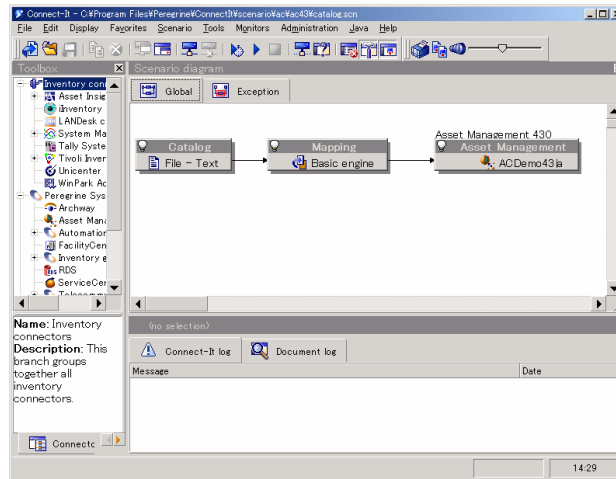 Connect-It - C:¥Program Files¥Peregrine¥ConnectIt¥scenario¥ac¥ac43¥catalog.scn
File Edit Display Favorites Scenario Tools Monitors Administration Java Help
Toolbox
Scenario diagram
Inventory conn
Asset Insig
iInventory
LANDesk c
System Ma
Tally Syste
Tivoli Inver
Unicenter
WinPark Ac
Peregrine Sys
Archway
Asset Mana
Automation
FacilityCen
Inventory e
RDS
ServiceCer
Global
Exception
Asset Management 430
Catalog
File - Text
Mapping
Basic engine
Asset Management
ACDemo43ja
Name: Inventory
connectors
Description: This
branch groups
together all
inventory
connectors.
Connectc
(no selection)
Connect-It log
Document log
Message
Date
14:29